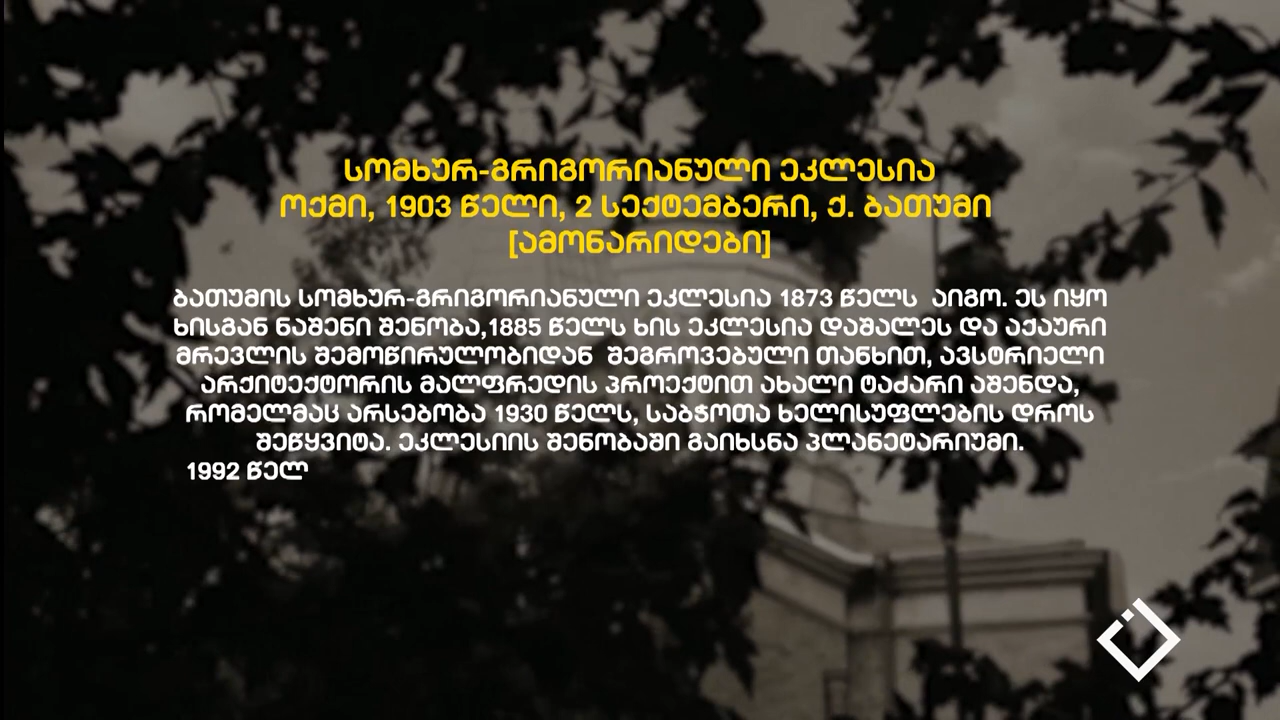 სომხურ-გრიგორიანული ეკლესია
ოქმი, 1903 წელი, 2 სექტემბერი, ქ. ბათუმი
[ამონარიდები]
ბათუმის სომხურ-გრიგორიანული ეკლესია 1873 წელს აიგო. ეს იყო
ხისგან ნაშენი შენობა,1885 წელს ხის ეკლესია დაშალეს და აქაური
მრევლის შემოწირულობიდან შეგროვებული თანხით, ავსტრიელი
არქიტექტორის მალფრედის პროექტით ახალი ტაძარი აშენდა,
რომელმაც არსებობა 1930 წელს, საბჭოთა ხელისუფლების დროს
შეწყვიტა. ეკლესიის შენობაში გაიხსნა პლანეტარიუმი.
1992 წელ